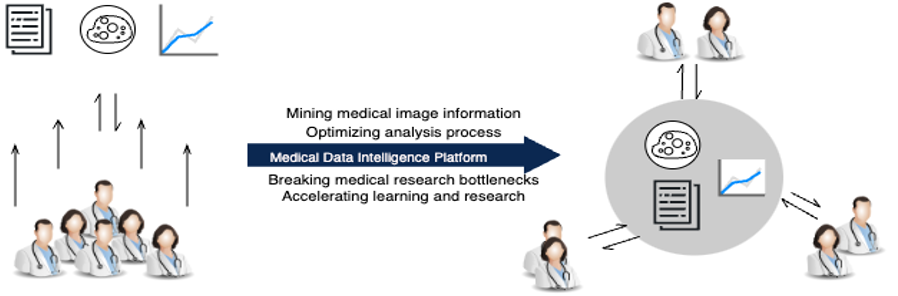 Mining medical image information
Optimizing analysis process
Medical Data Intelligence Platform
Breaking medical research bottlenecks
Accelerating learning and research